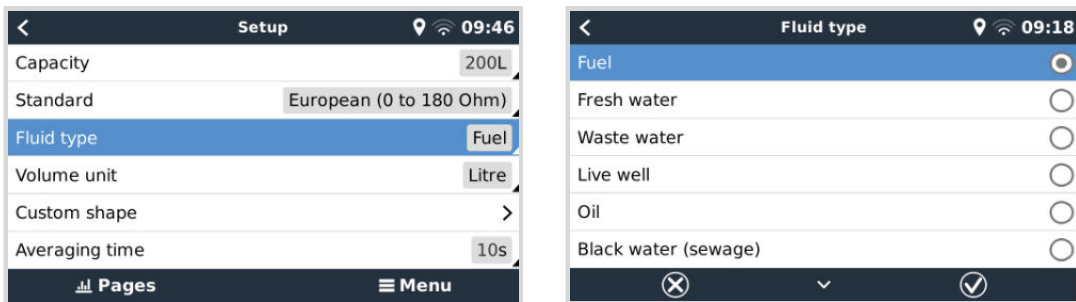 Setup 09:46
Capacity 200L
Standard European (0 to 180 Ohm)
Fluid type Fuel
Volume unit Litre
Custom shape
Averaging time 10s
Pages Menu
Fluid type 09:18
Fuel
Fresh water
Waste water
Live well
Oil
Black water (sewage)